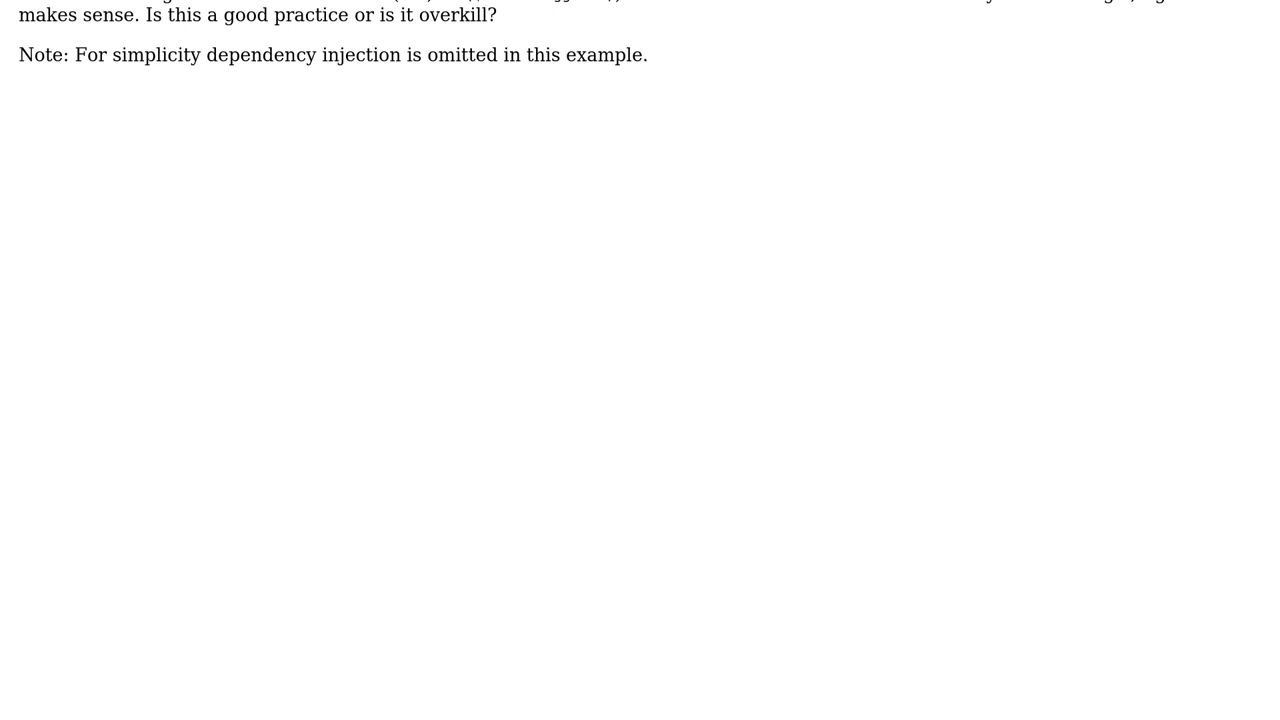 makes sense. Is this a good practice or is it overkill?
Note: For simplicity dependency injection is omitted in this example.